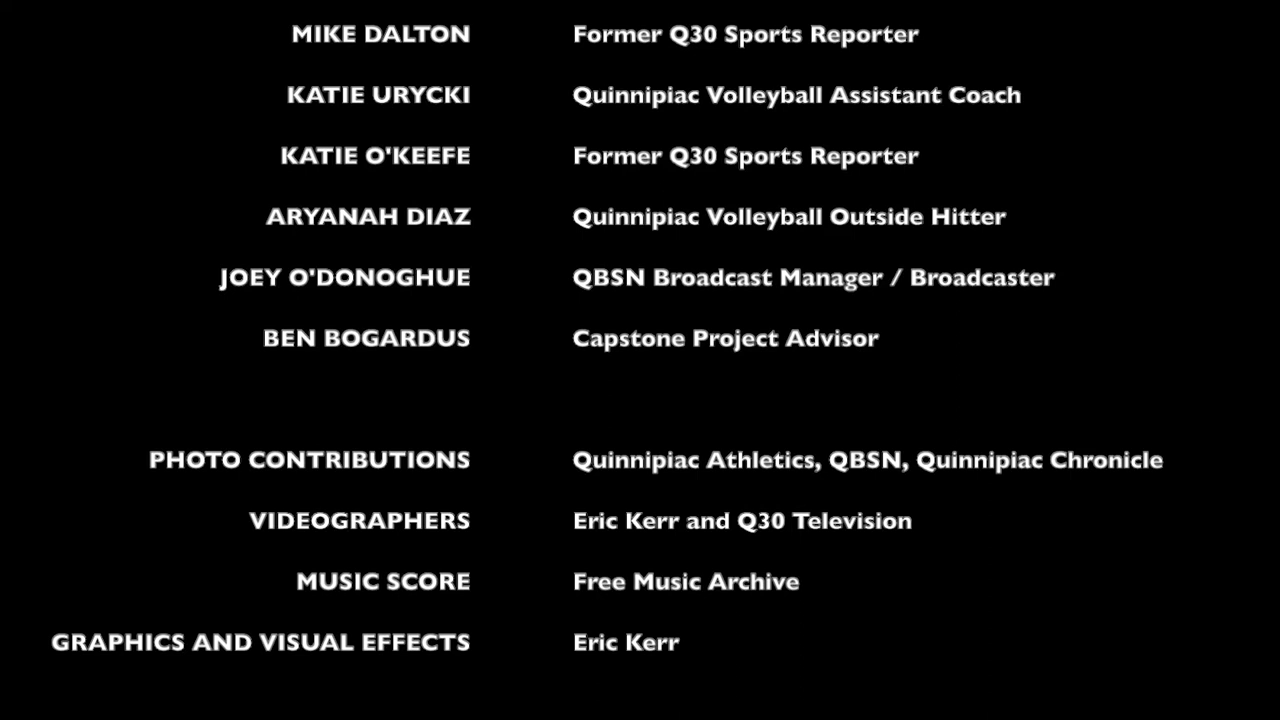 MIKE DALTON Former Q30 Sports Reporter
KATIE URYCKI Quinnipiac Volleyball Assistant Coach
KATIE O'KEEFE Former Q30 Sports Reporter
ARYANAH DIAZ Quinnipiac Volleyball Outside Hitter
JOEY O'DONOGHUE QBSN Broadcast Manager / Broadcaster
BEN BOGARDUS Capstone Project Advisor
PHOTO CONTRIBUTIONS Quinnipiac Athletics, QBSN, Quinnipiac Chronicle
VIDEOGRAPHERS Eric Kerr and Q30 Television
MUSIC SCORE Free Music Archive
GRAPHICS AND VISUAL EFFECTS Eric Kerr